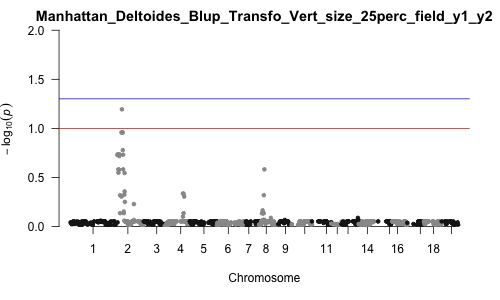 Manhattan_Deltoides_Blup_Transfo_Vert_size_25perc_field_y1_y2
2.0
1.5
1.0
0.5
0.0
− log10(p)
1 2 3 4 5 6 7 8 9 11 14 16 18
Chromosome